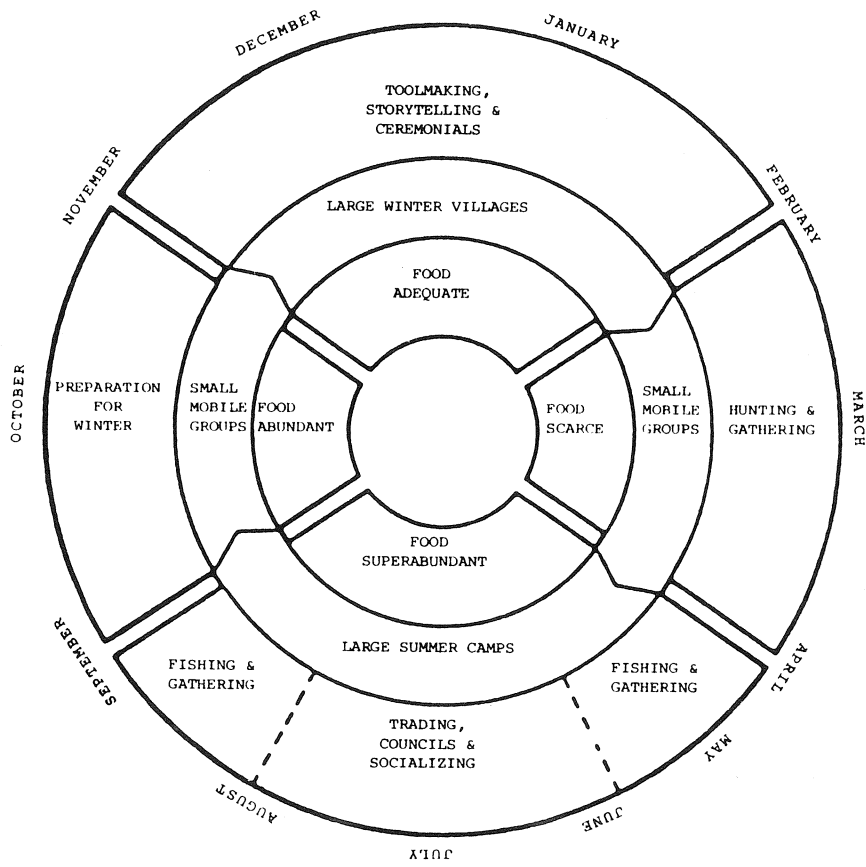 DECEMBER
JANUARY
TOOLMAKING,
STORYTELLING &
CEREMONIALS
NOVEMBER
FEBRUARY
LARGE WINTER VILLAGES
FOOD
ADEQUATE
OCTOBER
PREPARATION
FOR
WINTER
SMALL
MOBILE
GROUPS
FOOD
ABUNDANT
FOOD
SCARCE
SMALL
MOBILE
GROUPS
HUNTING &
GATHERING
MARCH
FOOD
SUPERABUNDANT
LARGE SUMMER CAMPS
SEPTEMBER
FISHING &
GATHERING
FISHING &
GATHERING
APRIL
TRADING,
COUNCILS &
SOCIALIZING
MAY
AUGUST
JUNE
JULY